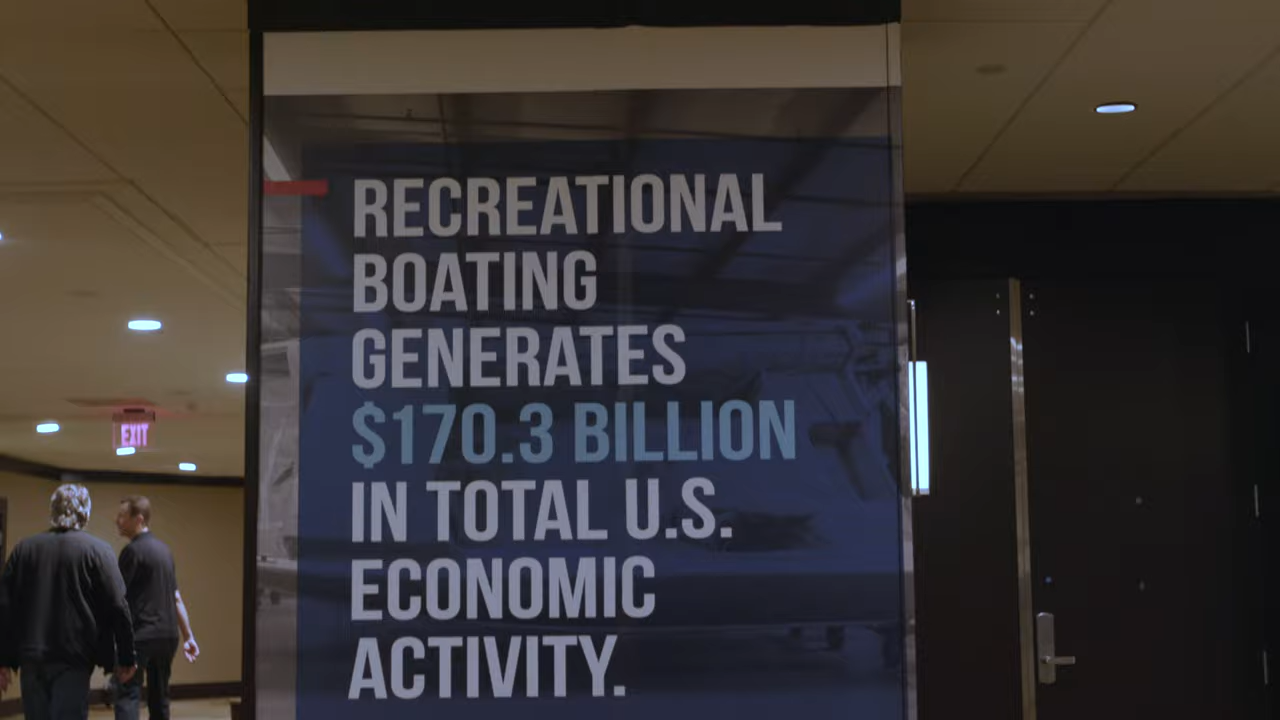 RECREATIONAL
BOATING
GENERATES
$170.3 BILLION
IN TOTAL U.S.
ECONOMIC
ACTIVITY.
EXIT